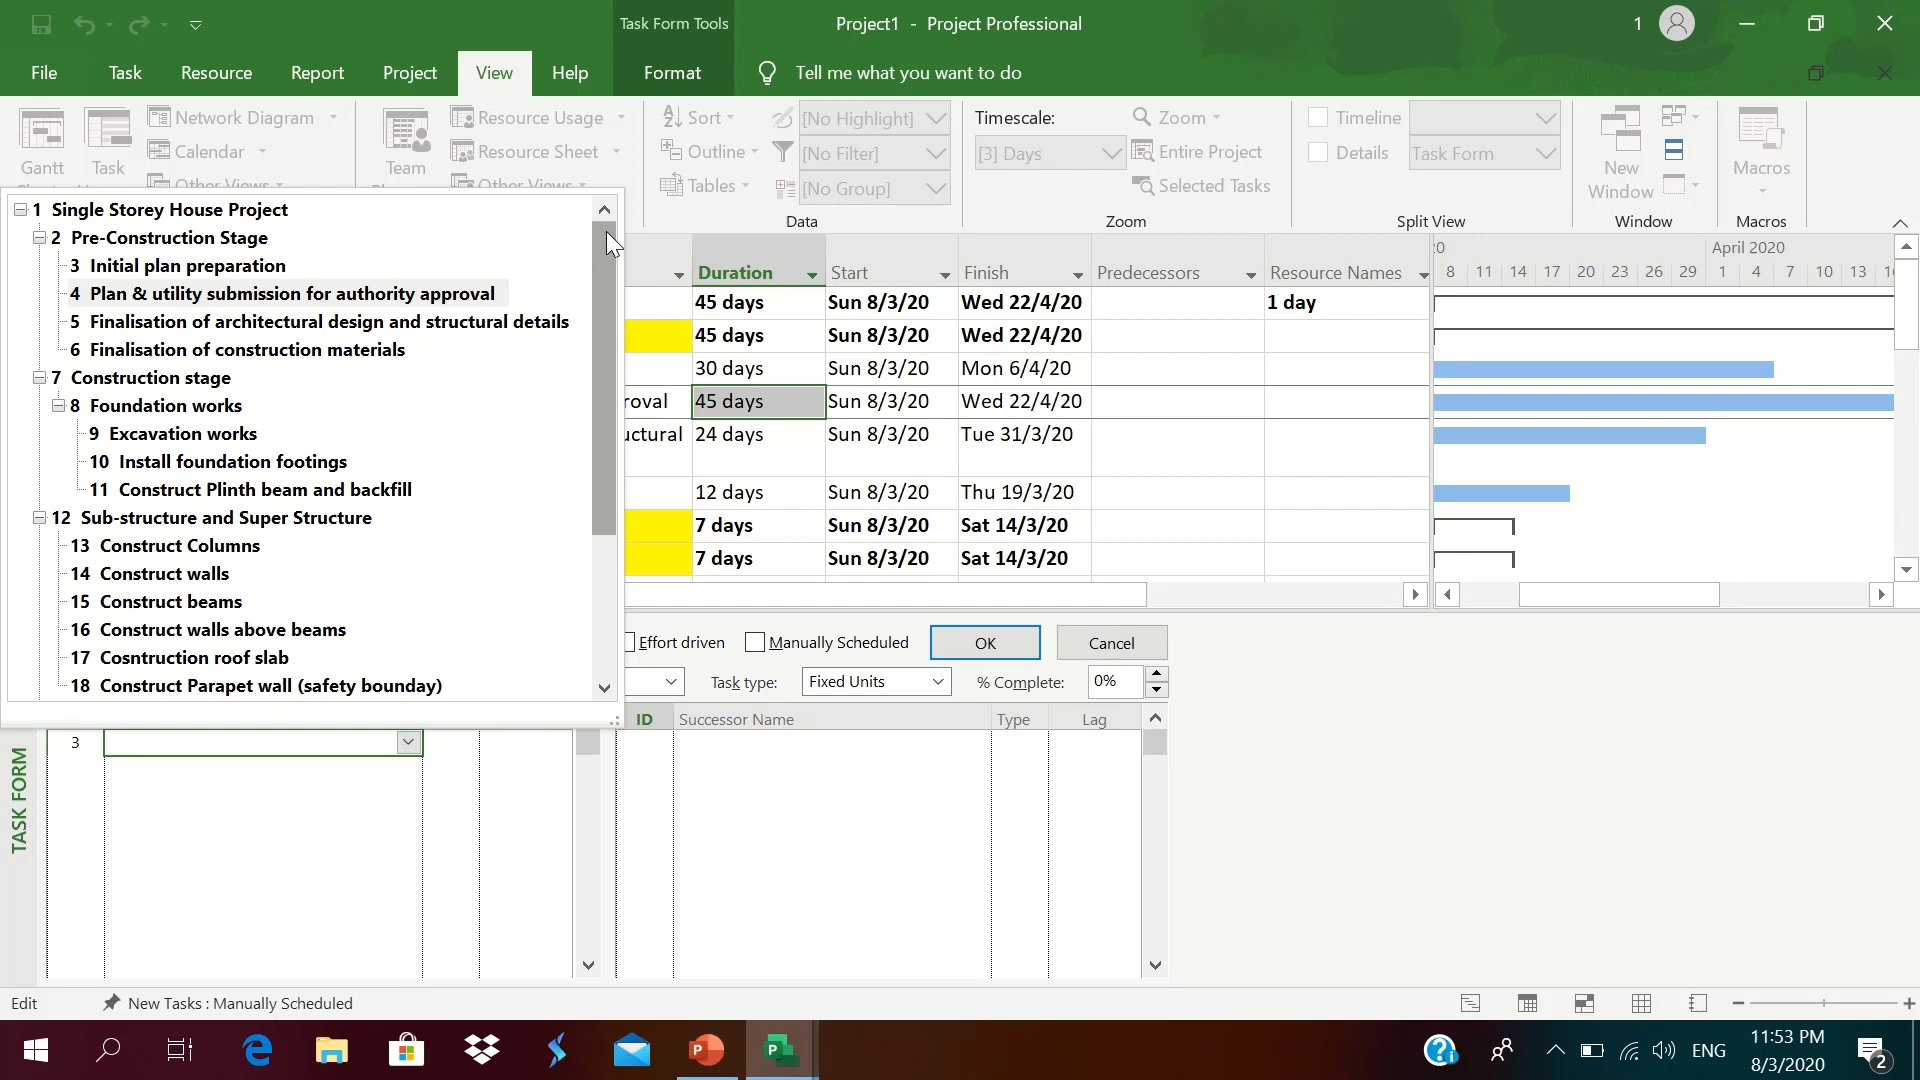 Task Form Tools
Project1 - Project Professional
1
File Task Resource Report Project View Help Format Tell me what you want to do
Gantt
Task
Network Diagram
Calendar
Other Views
Team
Resource Usage
Resource Sheet
Other Views
Sort
Outline
Tables
[No Highlight]
[No Filter]
[No Group]
Data
Timescale:
[3] Days
Zoom
Entire Project
Selected Tasks
Zoom
Timeline
Details Task Form
Split View
New
Window
Window
Macros
Macros
1 Single Storey House Project
2 Pre-Construction Stage
3 Initial plan preparation
4 Plan & utility submission for authority approval
5 Finalisation of architectural design and structural details
6 Finalisation of construction materials
7 Construction stage
8 Foundation works
9 Excavation works
10 Install foundation footings
11 Construct Plinth beam and backfill
12 Sub-structure and Super Structure
13 Construct Columns
14 Construct walls
15 Construct beams
16 Construct walls above beams
17 Cosntruction roof slab
18 Construct Parapet wall (safety bounday)
Duration Start Finish Predecessors Resource Names
45 days Sun 8/3/20 Wed 22/4/20 1 day
45 days Sun 8/3/20 Wed 22/4/20
30 days Sun 8/3/20 Mon 6/4/20
roval 45 days Sun 8/3/20 Wed 22/4/20
uctural 24 days Sun 8/3/20 Tue 31/3/20
12 days Sun 8/3/20 Thu 19/3/20
7 days Sun 8/3/20 Sat 14/3/20
7 days Sun 8/3/20 Sat 14/3/20
20 April 2020
8 11 14 17 20 23 26 29 1 4 7 10 13
Effort driven Manually Scheduled OK Cancel
Task type: Fixed Units % Complete: 0%
ID Successor Name Type Lag
3
TASK FORM
Edit New Tasks : Manually Scheduled
ENG
11:53 PM
8/3/2020
2